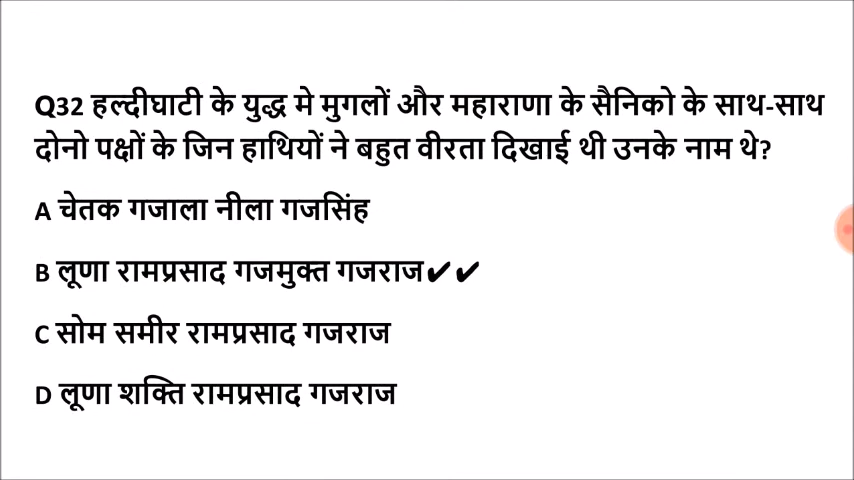 Q32 हल्दीघाटी के युद्ध मे मुगलों और महाराणा के सैनिको के साथ-साथ
दोनो पक्षों के जिन हाथियों ने बहुत वीरता दिखाई थी उनके नाम थे?
A चेतक गजाला नीला गजसिंह
B लूणा रामप्रसाद गजमुक्त गजराज✔✔
C सोम समीर रामप्रसाद गजराज
D लूणा शक्ति रामप्रसाद गजराज